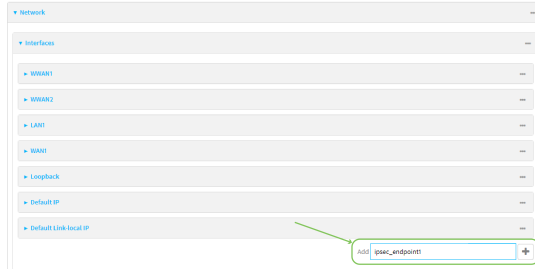 Network
Interfaces
WWAN1
WWAN2
LAN1
WAN1
Loopback
Default IP
Default Link-local IP
Add ipsec_endpoint1